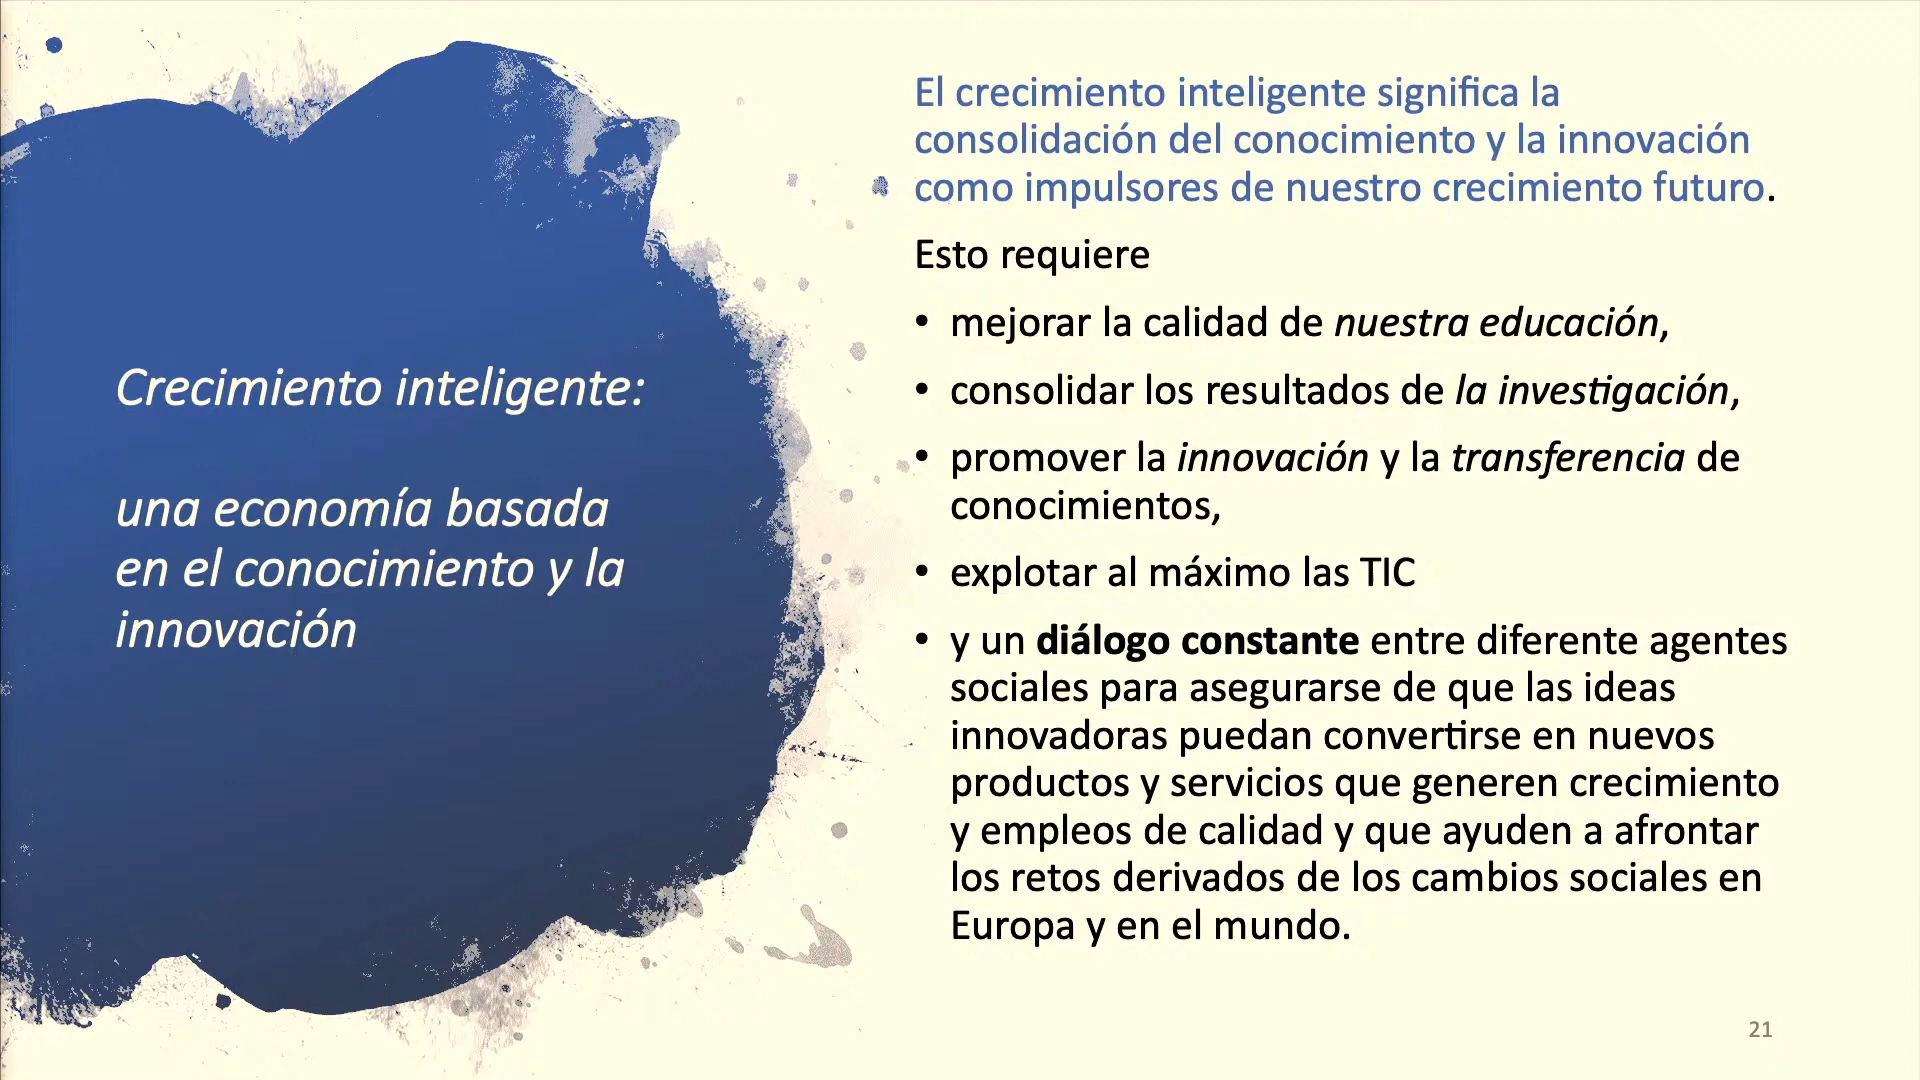 Crecimiento inteligente:
una economía basada
en el conocimiento y la
innovación
El crecimiento inteligente significa la
consolidación del conocimiento y la innovación
como impulsores de nuestro crecimiento futuro.
Esto requiere
• mejorar la calidad de nuestra educación,
• consolidar los resultados de la investigación,
• promover la innovación y la transferencia de
conocimientos,
• explotar al máximo las TIC
• y un diálogo constante entre diferente agentes
sociales para asegurarse de que las ideas
innovadoras puedan convertirse en nuevos
productos y servicios que generen crecimiento
y empleos de calidad y que ayuden a afrontar
los retos derivados de los cambios sociales en
Europa y en el mundo.
21